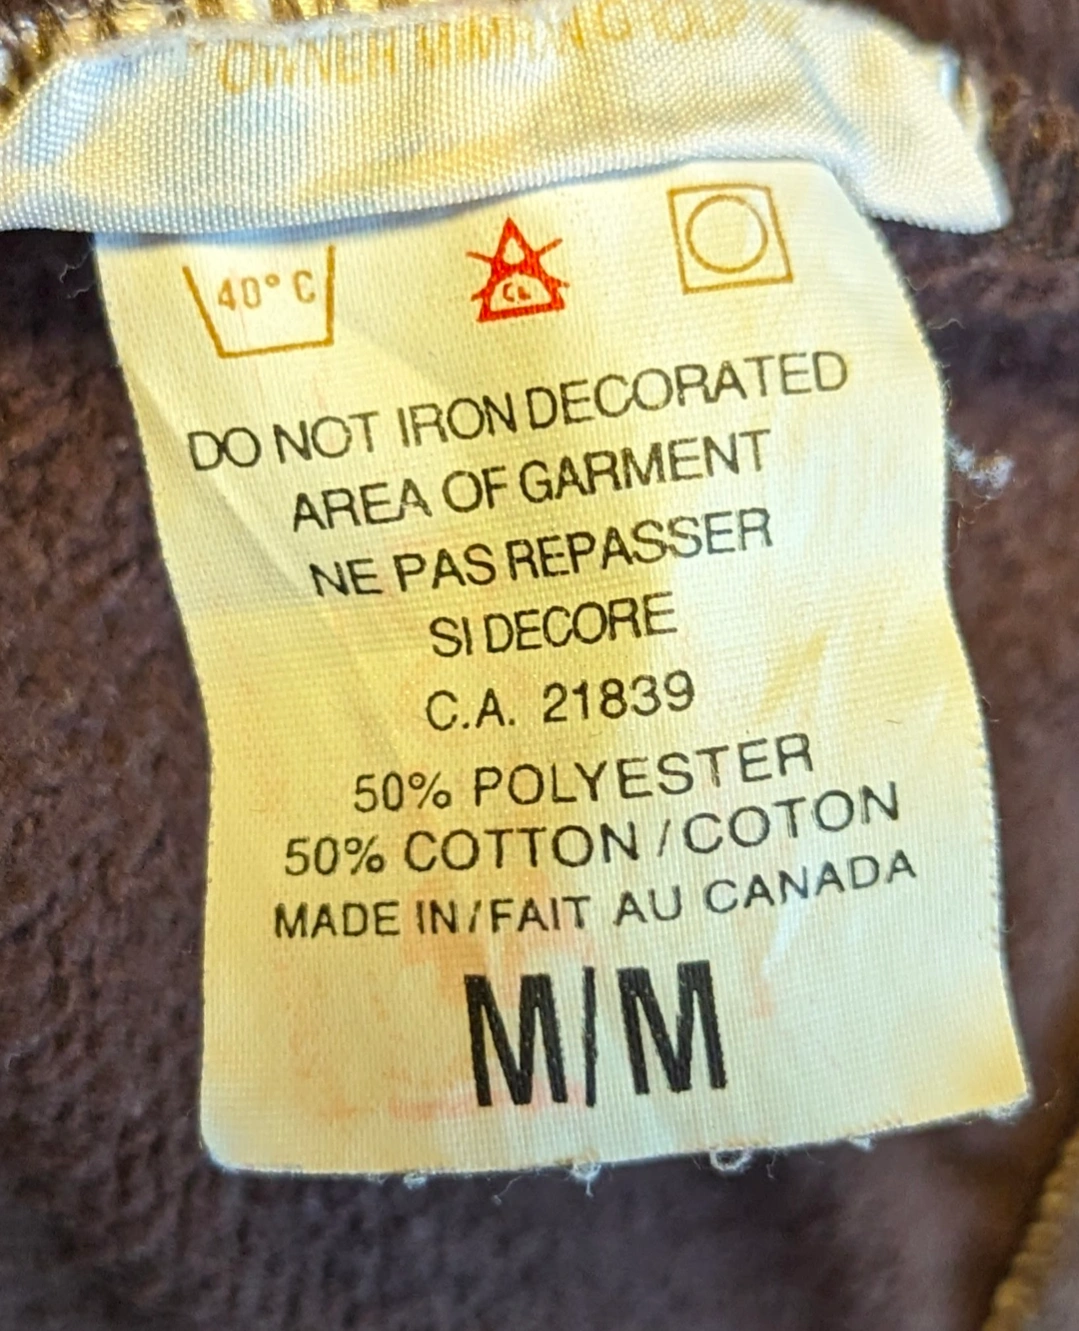 40°C
CL
DO NOT IRON DECORATED
AREA OF GARMENT
NE PAS REPASSER
SI DECORE
C.A. 21839
50% POLYESTER
50% COTTON / COTON
MADE IN / FAIT AU CANADA
M/M